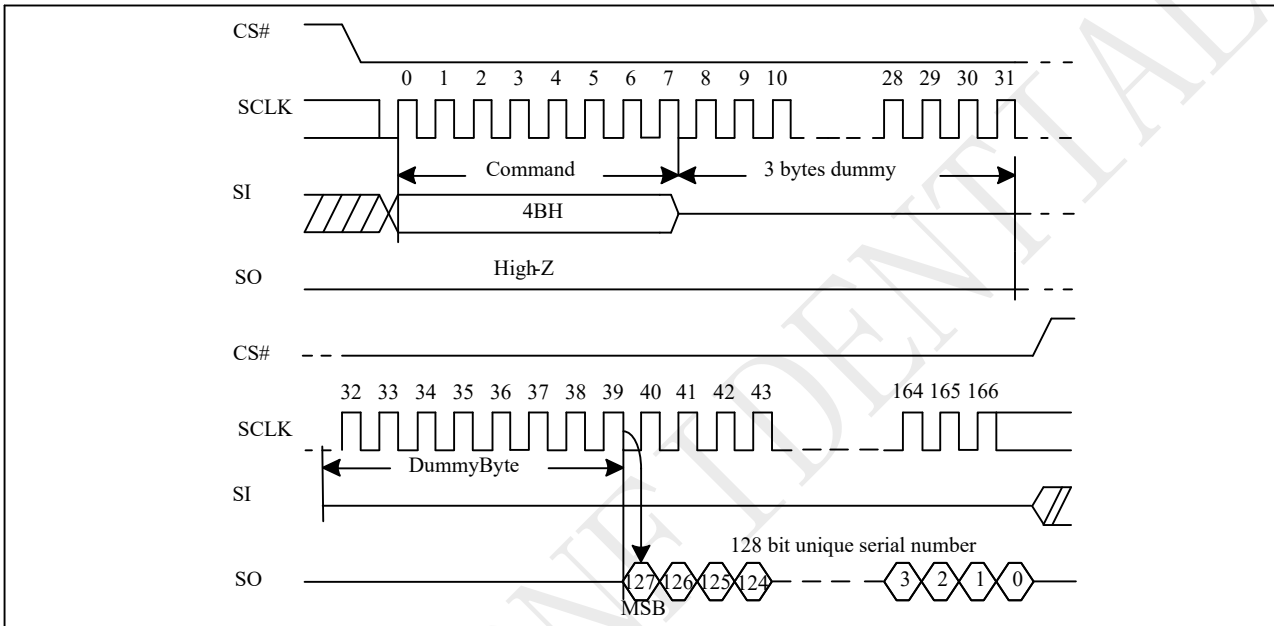 CS#
0 1 2 3 4 5 6 7 8 9 10 28 29 30 31
SCLK
Command 3 bytes dummy
SI
4BH
High-Z
SO
CS#
32 33 34 35 36 37 38 39 40 41 42 43 164 165 166
SCLK
DummyByte
SI
128 bit unique serial number
SO 127 126 125 124 3 2 1 0
MSB
NFIDENTIAL